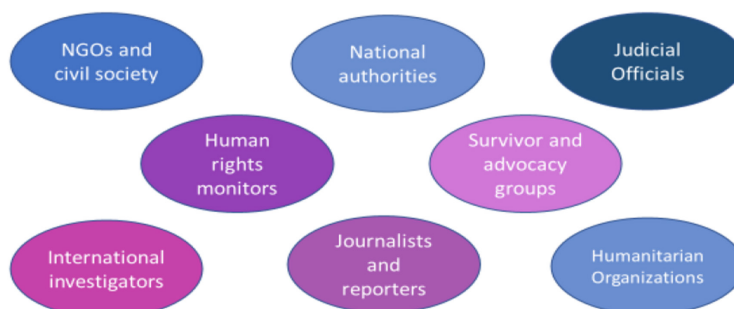 NGOs and
civil society
National
authorities
Judicial
Officials
Human
rights
monitors
Survivor and
advocacy
groups
International
investigators
Journalists
and
reporters
Humanitarian
Organizations